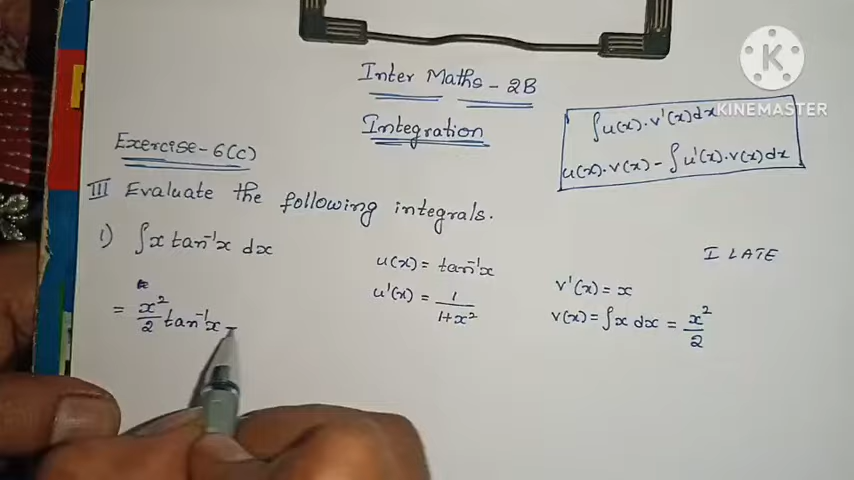 Inter Maths - 2B
Integration
Exercise - 6(c)
∫u(x)·v'(x)dx
u(x)·v(x) - ∫u'(x)·v(x)dx
KINEMASTER
III Evaluate the following integrals.
1) ∫x tan⁻¹x dx
I LATE
u(x) = tan⁻¹x
u'(x) = 1/(1+x²)
v'(x) = x
v(x) = ∫x dx = x²/2
= x²/2 tan⁻¹x -